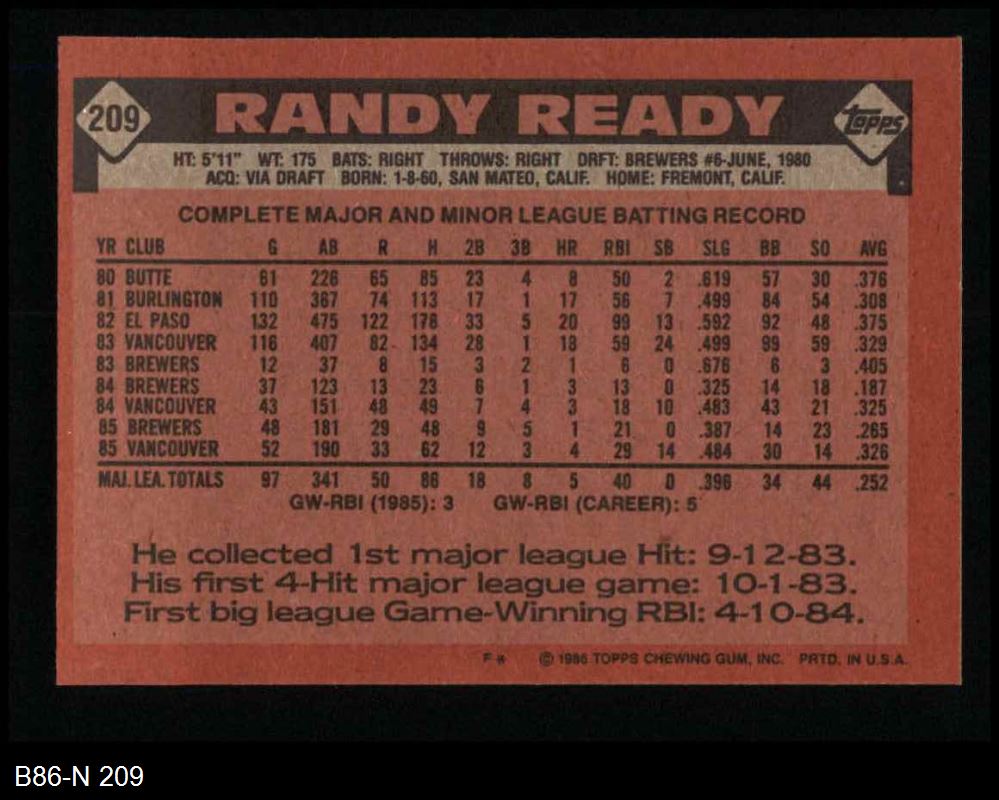 209 RANDY READY Topps
HT: 5'11" WT: 175 BATS: RIGHT THROWS: RIGHT DRFT: BREWERS #6-JUNE, 1980
ACQ: VIA DRAFT BORN: 1-8-60, SAN MATEO, CALIF. HOME: FREMONT, CALIF.
COMPLETE MAJOR AND MINOR LEAGUE BATTING RECORD
YR CLUB G AB R H 2B 3B HR RBI SB SLG BB SO AVG
80 BUTTE 61 226 65 85 23 4 8 50 2 .619 57 30 .376
81 BURLINGTON 110 367 74 113 17 1 17 56 7 .499 84 54 .308
82 EL PASO 132 475 122 178 33 5 20 99 13 .592 92 48 .375
83 VANCOUVER 116 407 82 134 28 1 13 59 24 .499 99 59 .329
83 BREWERS 12 37 8 15 3 2 1 6 0 .676 6 3 .405
84 BREWERS 37 123 13 23 6 1 3 13 0 .325 14 18 .187
84 VANCOUVER 43 151 48 49 7 4 3 18 10 .483 43 21 .325
85 BREWERS 48 181 29 48 9 5 1 21 0 .387 14 23 .265
85 VANCOUVER 52 190 33 62 12 3 4 29 14 .484 30 14 .326
MAJ. LEA. TOTALS 97 341 50 86 18 8 5 40 0 .396 34 44 .252
GW-RBI (1985): 3 GW-RBI (CAREER): 5
He collected 1st major league Hit: 9-12-83.
His first 4-Hit major league game: 10-1-83.
First big league Game-Winning RBI: 4-10-84.
F * © 1986 TOPPS CHEWING GUM, INC. PRTD. IN U.S.A.
B86-N 209